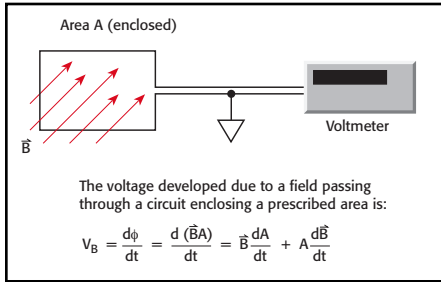 Area A (enclosed)
Voltmeter
B⃗
The voltage developed due to a field passing
through a circuit enclosing a prescribed area is:
V_B = dϕ/dt = d (B⃗A)/dt = B⃗ dA/dt + A dB⃗/dt